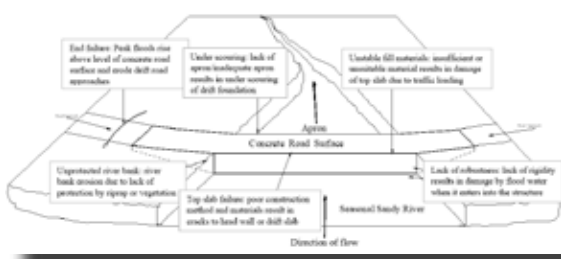 End failure: Peak floods rise
above level of concrete road
surface and erode drift road
approaches
Under scouring: lack of
apron/inadequate apron
results in under scouring
of drift foundation
Unstable fill materials: insufficient or
unsuitable material results in damage
of top slab due to traffic loading
Apron
Concrete Road Surface
Unprotected river bank: river
bank erosion due to lack of
protection by riprap or vegetation
Top slab failure: poor construction
method and materials result in
cracks to head wall or drift slab
Lack of robustness: lack of rigidity
results in damage by flood water
when it enters into the structure
Seasonal Sandy River
Direction of flow